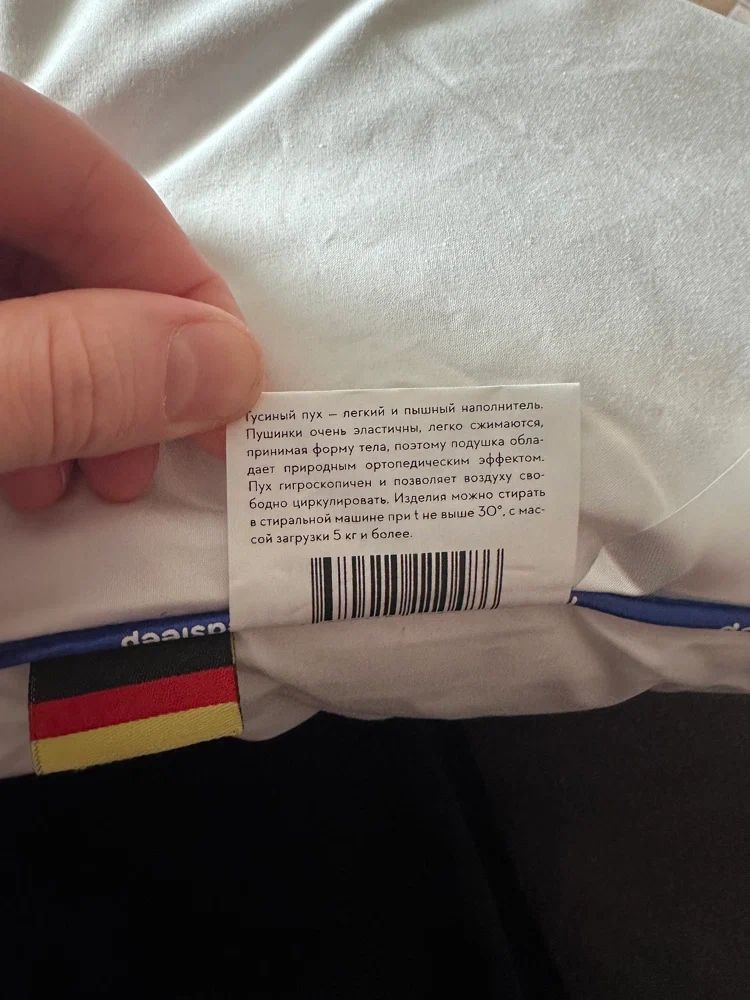 Гусиный пух — легкий и пышный наполнитель.
Пушинки очень эластичны, легко сжимаются,
принимая форму тела, поэтому подушка обла-
дает природным ортопедическим эффектом.
Пух гигроскопичен и позволяет воздуху сво-
бодно циркулировать. Изделия можно стирать
в стиральной машине при t не выше 30°, с мас-
сой загрузки 5 кг и более.